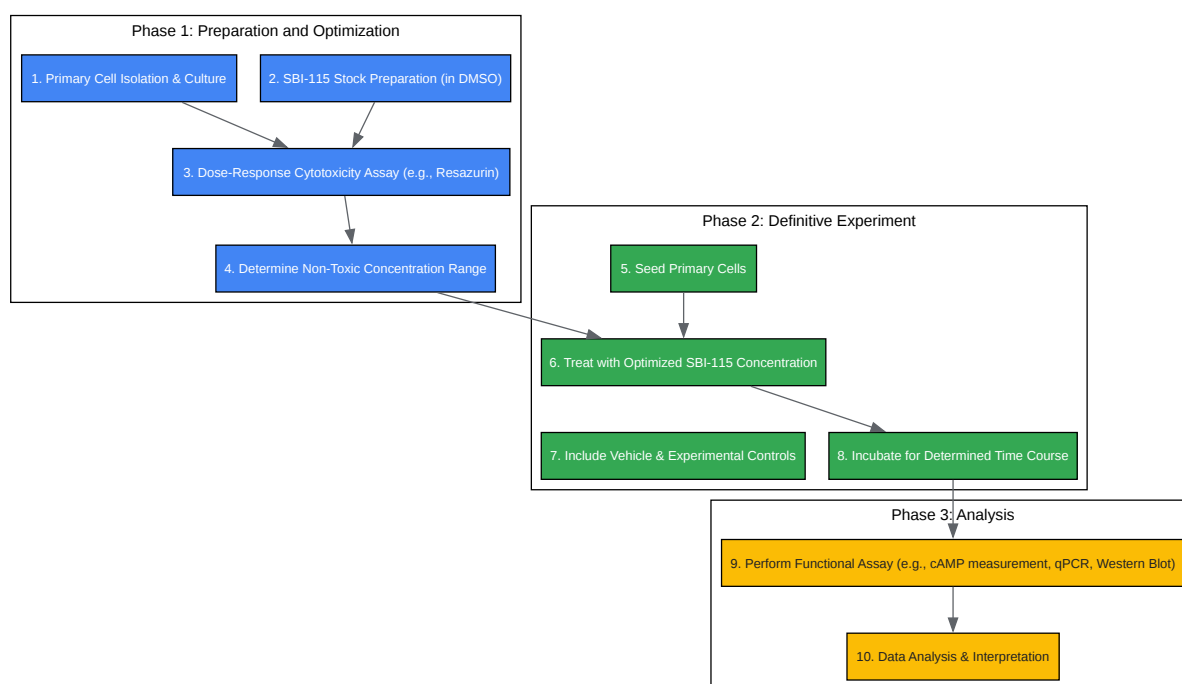 Phase 1: Preparation and Optimization
1. Primary Cell Isolation & Culture
2. SBI-115 Stock Preparation (in DMSO)
3. Dose-Response Cytotoxicity Assay (e.g., Resazurin)
4. Determine Non-Toxic Concentration Range
Phase 2: Definitive Experiment
5. Seed Primary Cells
6. Treat with Optimized SBI-115 Concentration
7. Include Vehicle & Experimental Controls
8. Incubate for Determined Time Course
Phase 3: Analysis
9. Perform Functional Assay (e.g., cAMP measurement, qPCR, Western Blot)
10. Data Analysis & Interpretation